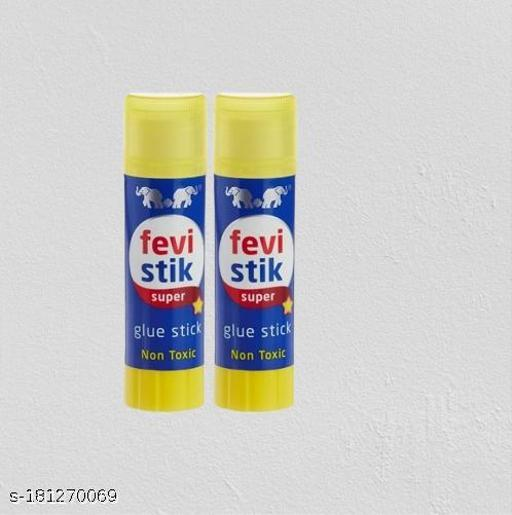 fevi
stik
super
glue stick
Non Toxic
fevi
stik
super
glue stick
Non Toxic
s-181270069